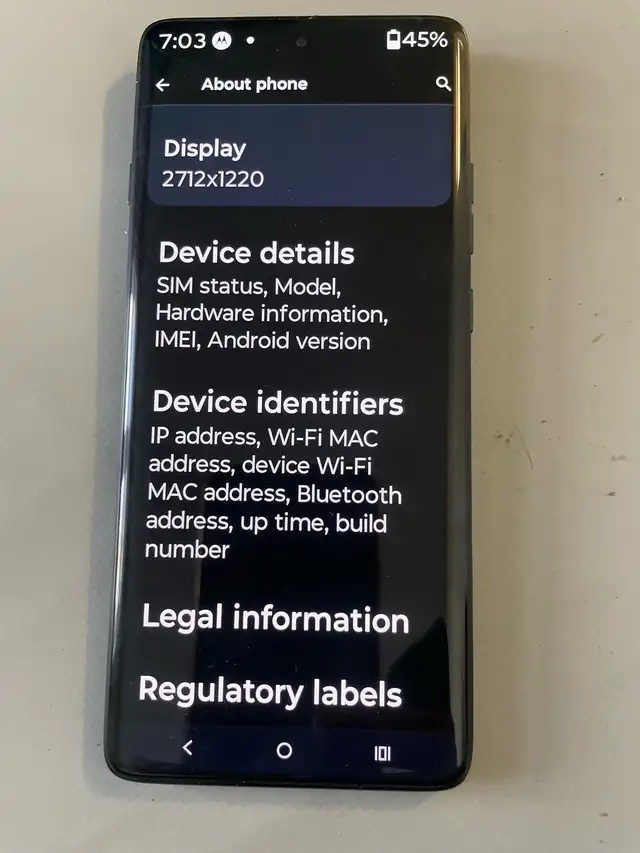 7:03 45%
About phone
Display
2712x1220
Device details
SIM status, Model,
Hardware information,
IMEI, Android version
Device identifiers
IP address, Wi-Fi MAC
address, device Wi-Fi
MAC address, Bluetooth
address, up time, build
number
Legal information
Regulatory labels